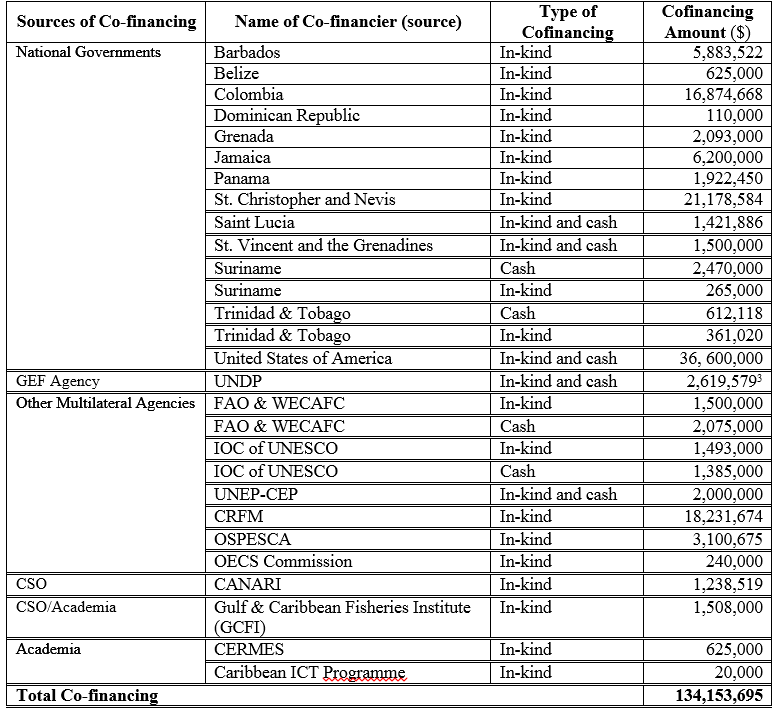 Sources of Co-financing Name of Co-financier (source) Type of Cofinancing Cofinancing Amount ($)
National Governments Barbados In-kind 5,883,522
Belize In-kind 625,000
Colombia In-kind 16,874,668
Dominican Republic In-kind 110,000
Grenada In-kind 2,093,000
Jamaica In-kind 6,200,000
Panama In-kind 1,922,450
St. Christopher and Nevis In-kind 21,178,584
Saint Lucia In-kind and cash 1,421,886
St. Vincent and the Grenadines In-kind and cash 1,500,000
Suriname Cash 2,470,000
Suriname In-kind 265,000
Trinidad & Tobago Cash 612,118
Trinidad & Tobago In-kind 361,020
United States of America In-kind and cash 36, 600,000
GEF Agency UNDP In-kind and cash 2,619,579³
Other Multilateral Agencies FAO & WECAFC In-kind 1,500,000
FAO & WECAFC Cash 2,075,000
IOC of UNESCO In-kind 1,493,000
IOC of UNESCO Cash 1,385,000
UNEP-CEP In-kind and cash 2,000,000
CRFM In-kind 18,231,674
OSPESCA In-kind 3,100,675
OECS Commission In-kind 240,000
CSO CANARI In-kind 1,238,519
CSO/Academia Gulf & Caribbean Fisheries Institute In-kind 1,508,000
(GCFI)
Academia CERMES In-kind 625,000
Caribbean ICT Programme In-kind 20,000
Total Co-financing 134,153,695